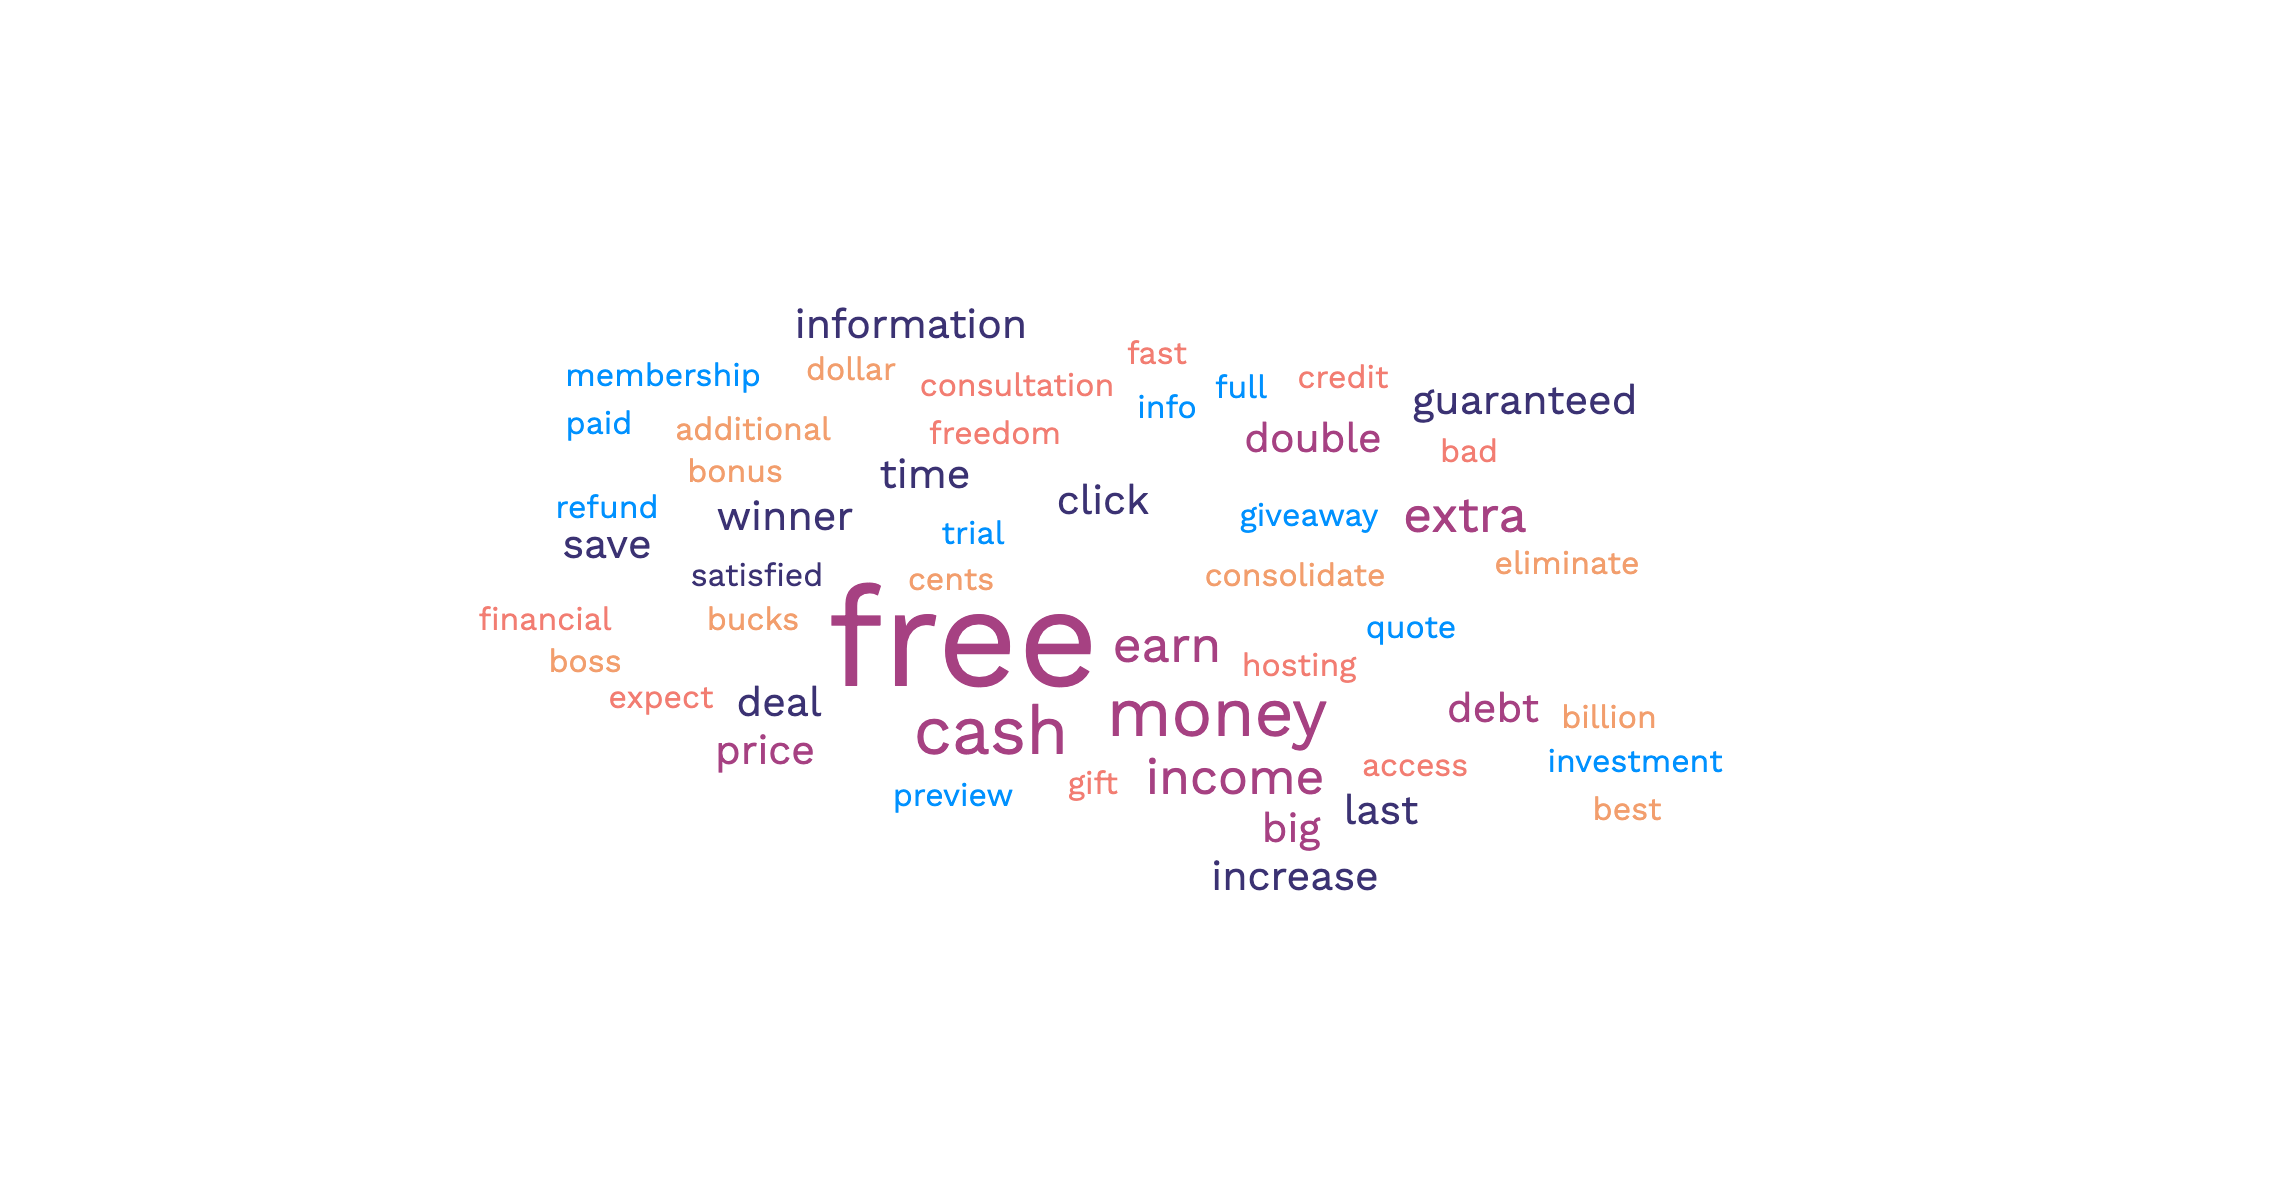 information
fast
membership
dollar
consultation
full
credit
info
guaranteed
paid
additional
freedom
double
bad
bonus
time
click
refund
winner
trial
giveaway
extra
save
satisfied
cents
consolidate
eliminate
financial
bucks
free
earn
quote
boss
hosting
expect
deal
cash
money
debt
billion
price
income
access
investment
preview
gift
last
best
big
increase